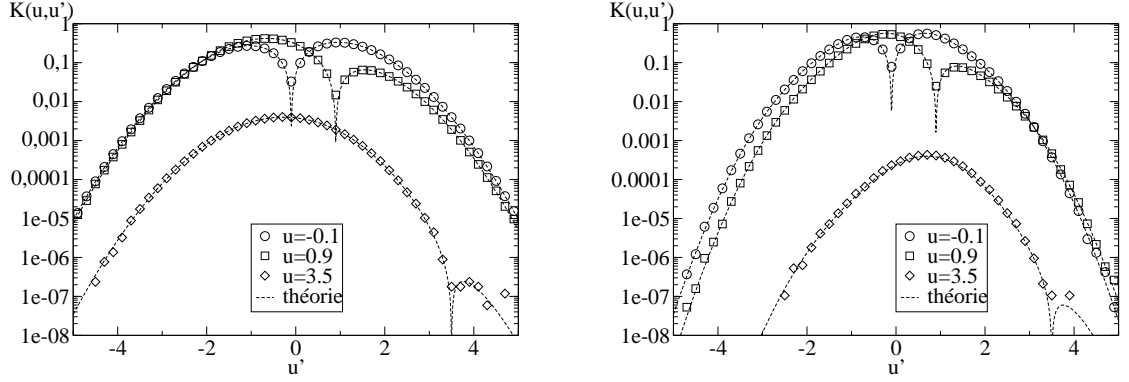 K(u,u')
1
0,1
0,01
0,001
0,0001
1e-05
1e-06
1e-07
1e-08
-4
-2
0
2
4
u'
u=-0.1
u=0.9
u=3.5
théorie
K(u,u')
1
0.1
0.01
0.001
0.0001
1e-05
1e-06
1e-07
1e-08
-4
-2
0
2
4
u'
u=-0.1
u=0.9
u=3.5
théorie